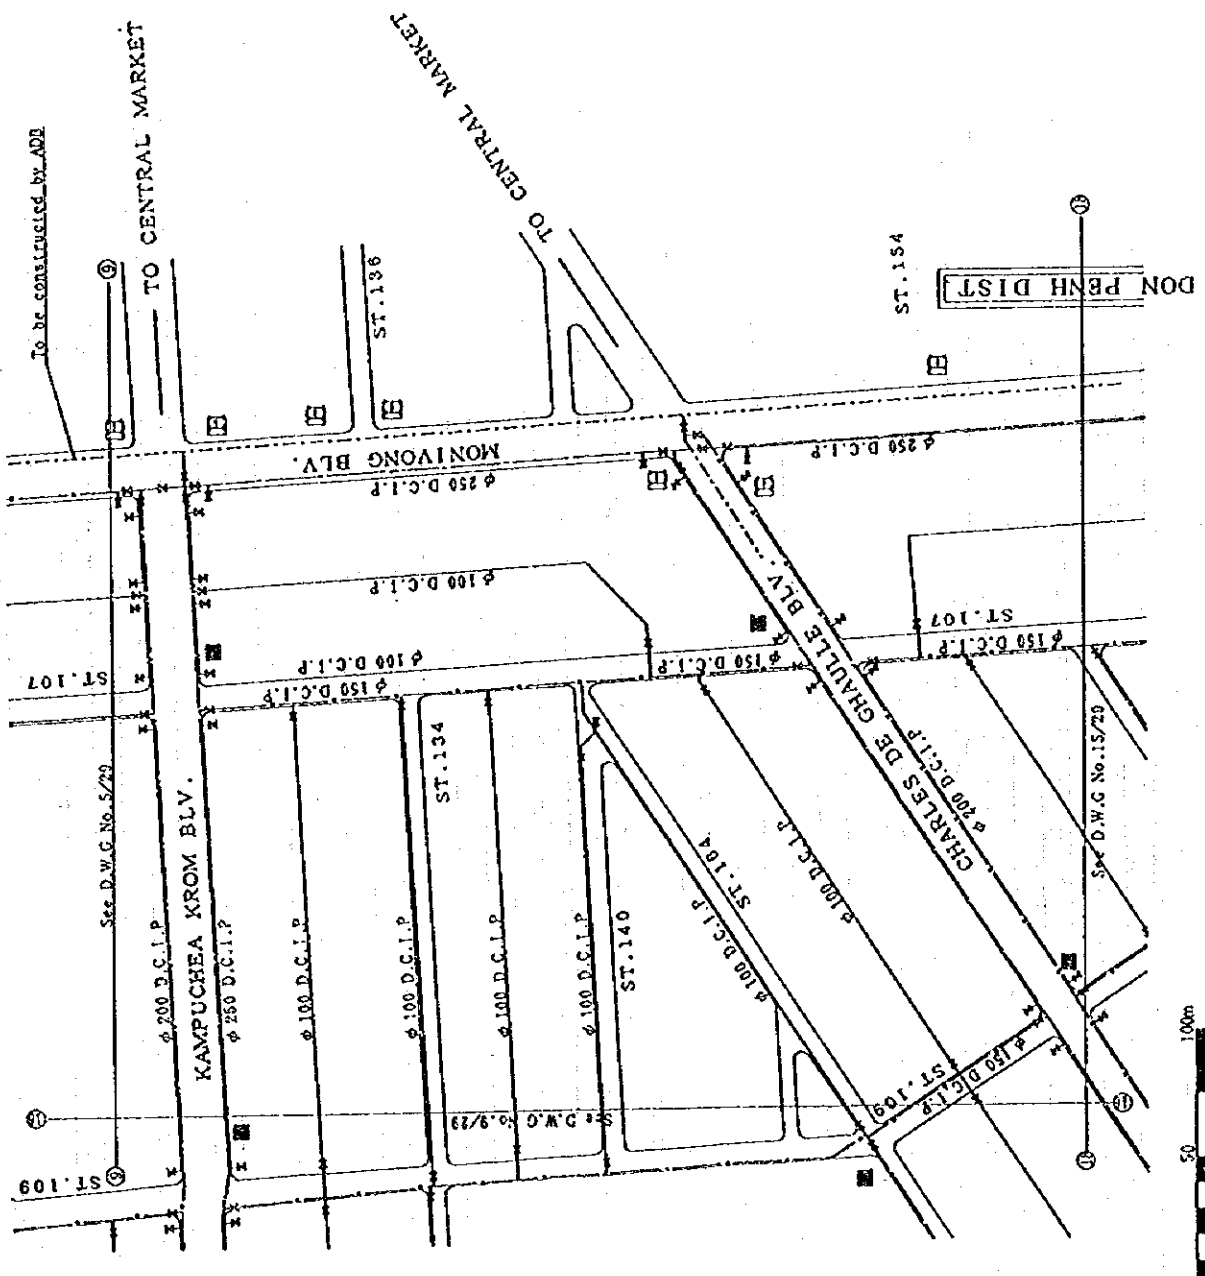 TO CENTRAL MARKET
TO CENTRAL MARKET
To be constructed by ADB
9
ST.136
ST.154
DON PENH DIST
MONIVONG BLV.
φ 250 D.C.I.P
φ 250 D.C.I.P
φ 100 D.C.I.P
φ 100 D.C.I.P
φ 150 D.C.I.P
φ 150 D.C.I.P
φ 150 D.C.I.P
ST.107
ST.107
ST.134
See D.W.G No.5/29
KAMPUCHEA KROM BLV.
φ 200 D.C.I.P
φ 250 D.C.I.P
φ 100 D.C.I.P
φ 100 D.C.I.P
φ 100 D.C.I.P
φ 100 D.C.I.P
ST.140
ST.164
φ 100 D.C.I.P
φ 100 D.C.I.P
CHARLES DE GHAULLE BLV.
φ 200 D.C.I.P
See D.W.G No.15/29
See D.W.G No.9/29
ST.109
φ 150 D.C.I.P
ST.109
9
50
100m